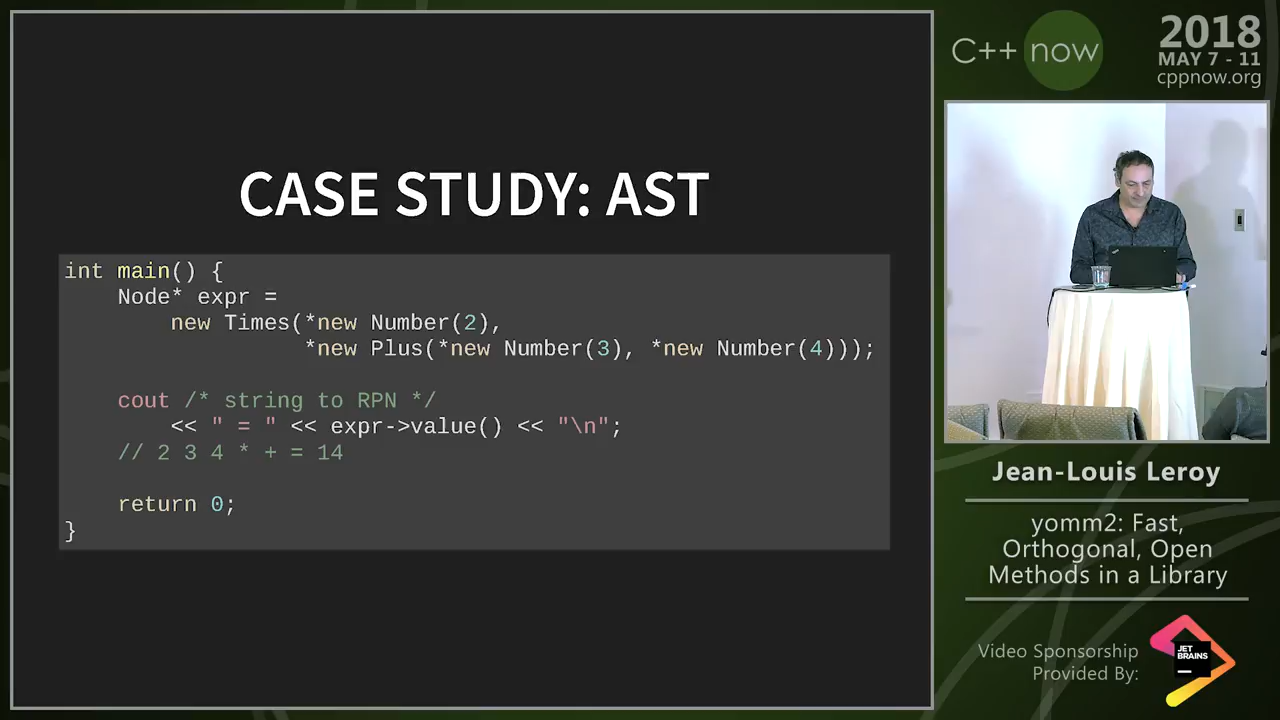 CASE STUDY: AST
int main() {
    Node* expr =
        new Times(*new Number(2),
                  *new Plus(*new Number(3), *new Number(4)));
    cout /* string to RPN */
        << " = " << expr->value() << "\n";
    // 2 3 4 * + = 14
    return 0;
}
C++ now
2018
MAY 7 - 11
cppnow.org
Jean-Louis Leroy
yomm2: Fast,
Orthogonal, Open
Methods in a Library
Video Sponsorship
Provided By:
JET
BRAINS